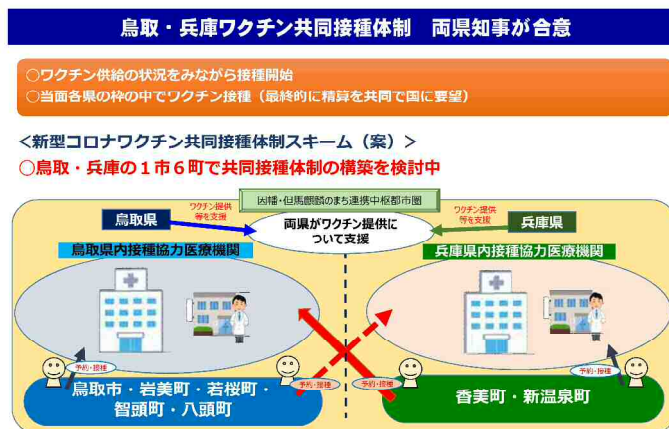 鳥取・兵庫ワクチン共同接種体制　両県知事が合意
○ワクチン供給の状況をみながら接種開始
○当面各県の枠の中でワクチン接種（最終的に精算を共同で国に要望）
＜新型コロナワクチン共同接種体制スキーム（案）＞
○鳥取・兵庫の１市６町で共同接種体制の構築を検討中
因幡・但馬麒麟のまち連携中枢都市圏
鳥取県
ワクチン提供
等を支援
両県がワクチン提供に
ついて支援
ワクチン提供
等を支援
兵庫県
鳥取県内接種協力医療機関
兵庫県内接種協力医療機関
予約・接種
予約・接種
予約・接種
予約・接種
鳥取市・岩美町・若桜町・
智頭町・八頭町
香美町・新温泉町